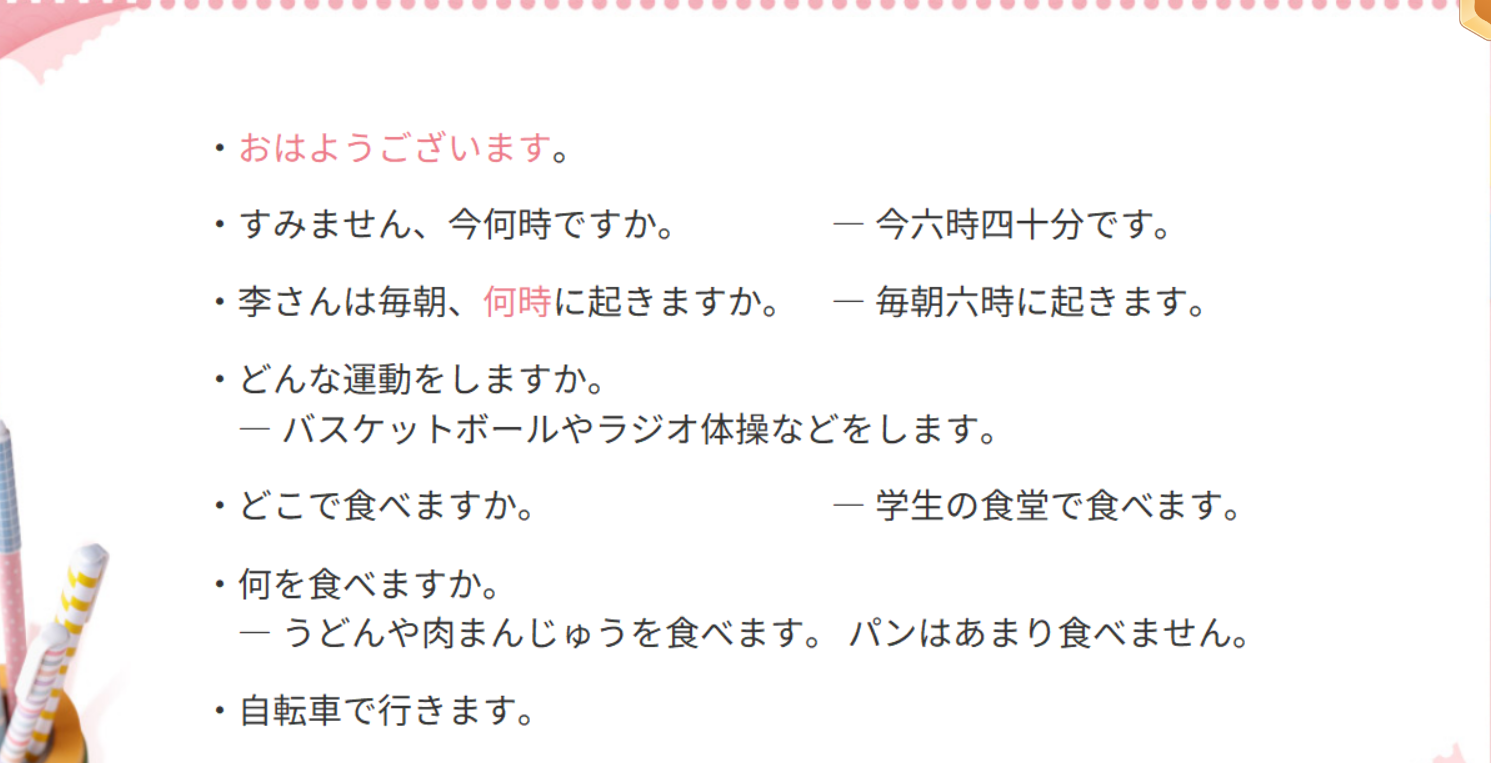 ・おはようございます。
・すみません、今何時ですか。　— 今六時四十分です。
・李さんは毎朝、何時に起きますか。　— 毎朝六時に起きます。
・どんな運動をしますか。
— バスケットボールやラジオ体操などをします。
・どこで食べますか。　— 学生の食堂で食べます。
・何を食べますか。
— うどんや肉まんじゅうを食べます。 パンはあまり食べません。
・自転車で行きます。